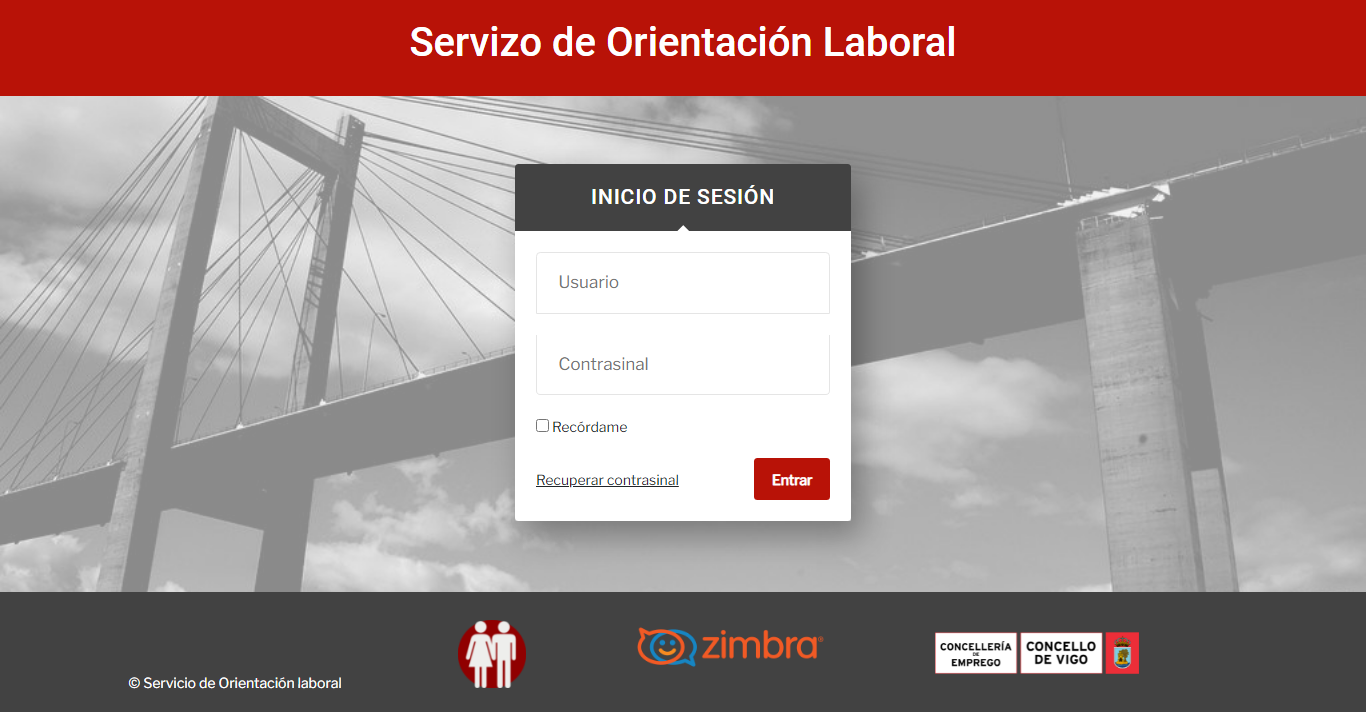 Servizo de Orientación Laboral
INICIO DE SESIÓN
Usuario
Contrasinal
Recórdame
Recuperar contrasinal
Entrar
© Servicio de Orientación laboral
zimbra®
CONCELLERÍA
DE
EMPREGO
CONCELLO
DE VIGO